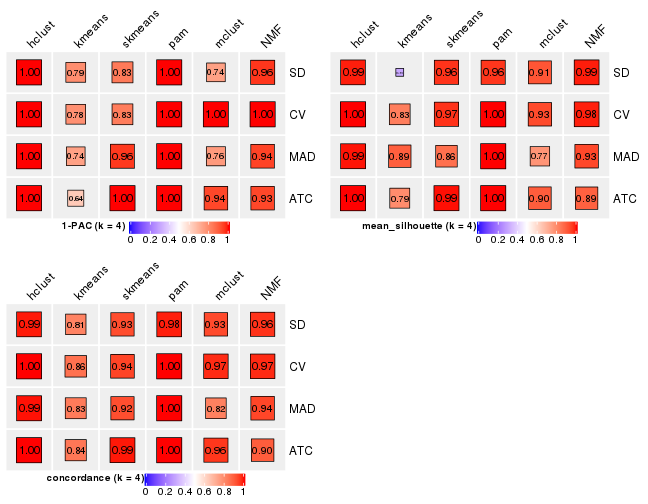 hclust kmeans skmeans pam mclust NMF
1.00 0.79 0.83 1.00 0.74 0.96 SD
1.00 0.78 0.83 1.00 1.00 1.00 CV
1.00 0.74 0.96 1.00 0.76 0.94 MAD
1.00 0.64 1.00 1.00 0.94 0.93 ATC
1-PAC (k = 4)
0 0.2 0.4 0.6 0.8 1
hclust kmeans skmeans pam mclust NMF
0.99 0.96 0.96 0.91 0.99 SD
1.00 0.83 0.97 1.00 0.93 0.98 CV
0.99 0.89 0.86 1.00 0.77 0.93 MAD
1.00 0.79 0.99 1.00 0.90 0.89 ATC
mean_silhouette (k = 4)
0 0.2 0.4 0.6 0.8 1
hclust kmeans skmeans pam mclust NMF
0.99 0.81 0.93 0.98 0.93 0.96 SD
1.00 0.86 0.94 1.00 0.97 0.97 CV
0.99 0.83 0.92 1.00 0.82 0.94 MAD
1.00 0.84 0.99 1.00 0.96 0.90 ATC
concordance (k = 4)
0 0.2 0.4 0.6 0.8 1